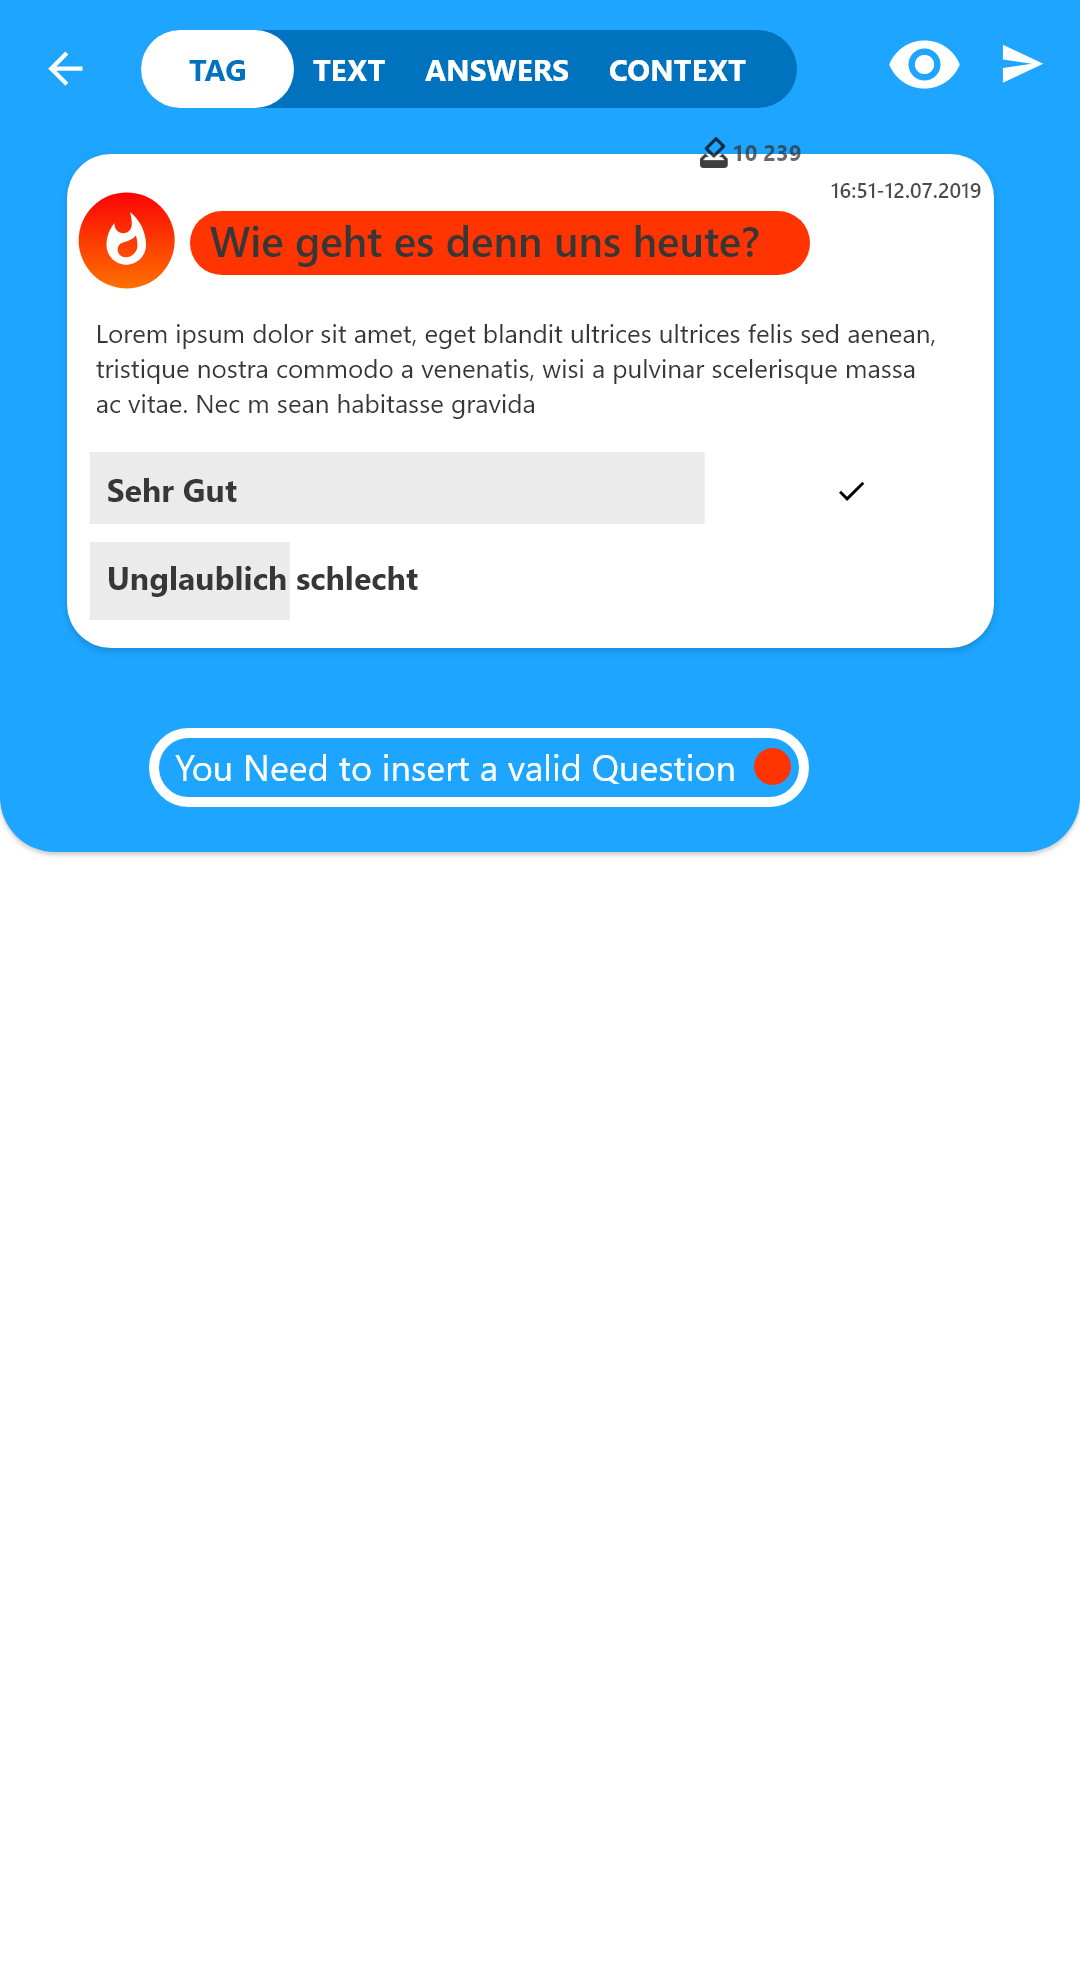 TAG TEXT ANSWERS CONTEXT
10 239
16:51-12.07.2019
Wie geht es denn uns heute?
Lorem ipsum dolor sit amet, eget blandit ultrices ultrices felis sed aenean,
tristique nostra commodo a venenatis, wisi a pulvinar scelerisque massa
ac vitae. Nec m sean habitasse gravida
Sehr Gut
Unglaublich schlecht
You Need to insert a valid Question